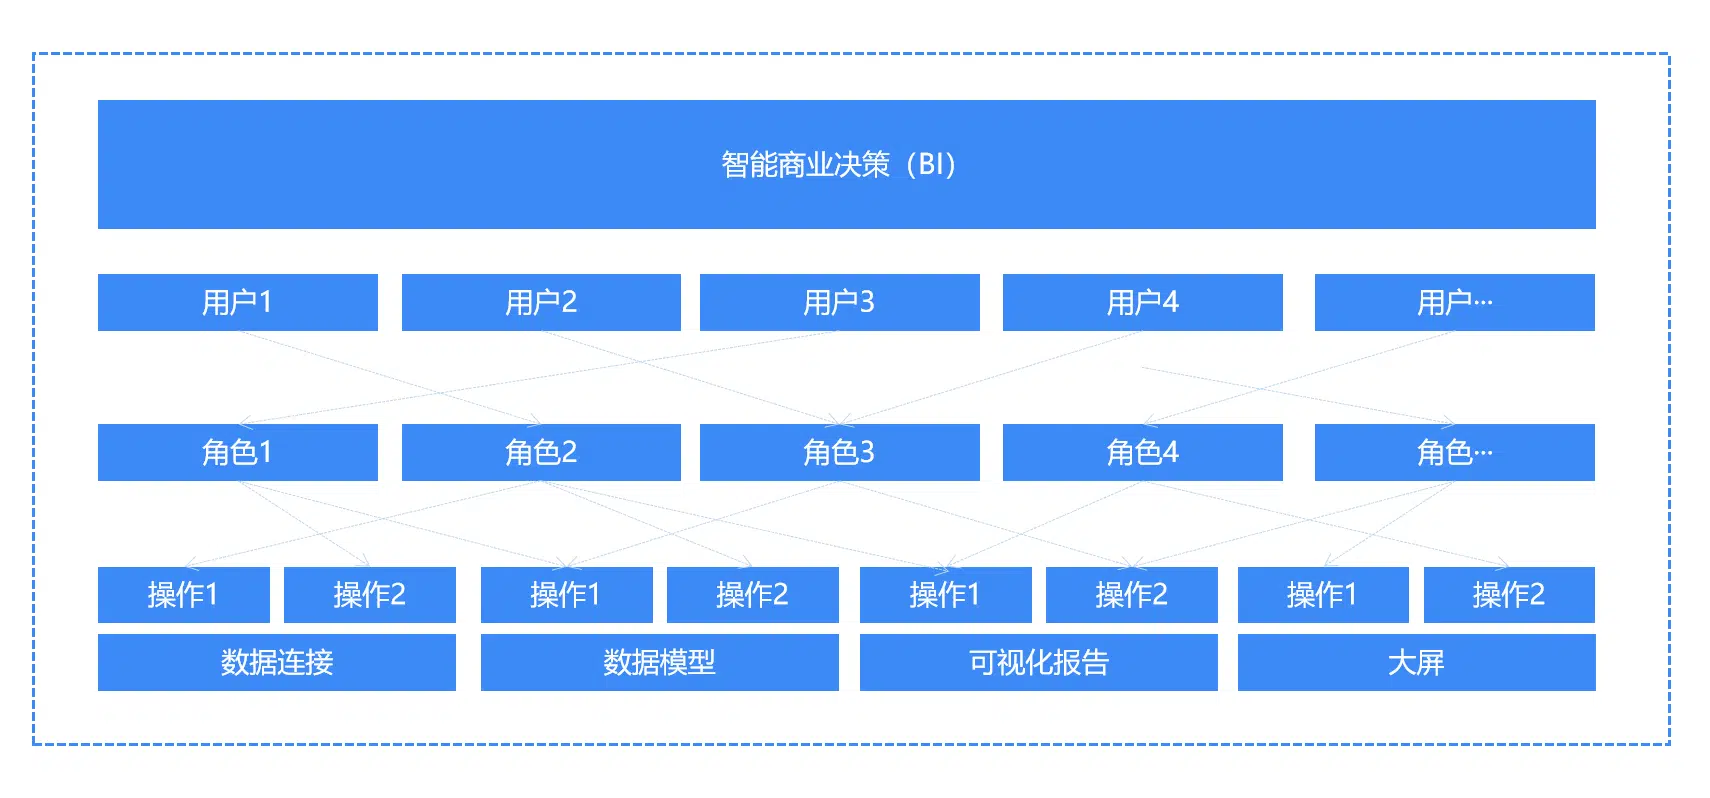 智能商业决策（BI）
用户1
用户2
用户3
用户4
用户···
角色1
角色2
角色3
角色4
角色···
操作1
操作2
操作1
操作2
操作1
操作2
操作1
操作2
数据连接
数据模型
可视化报告
大屏